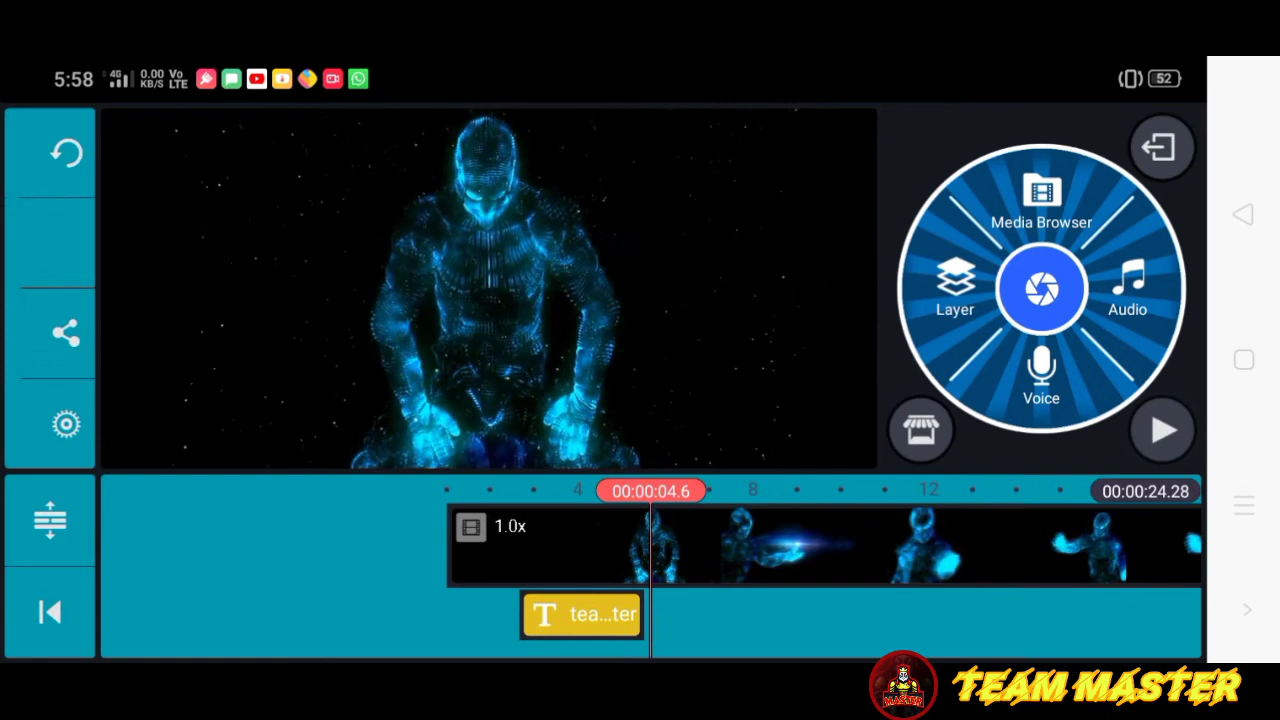 5:58 4G 0.00 KB/S Vo LTE 52
Media Browser
Layer
Audio
Voice
4 00:00:04.6 8 12 00:00:24.28
1.0x
T tea...ter
MASTER
TEAM MASTER